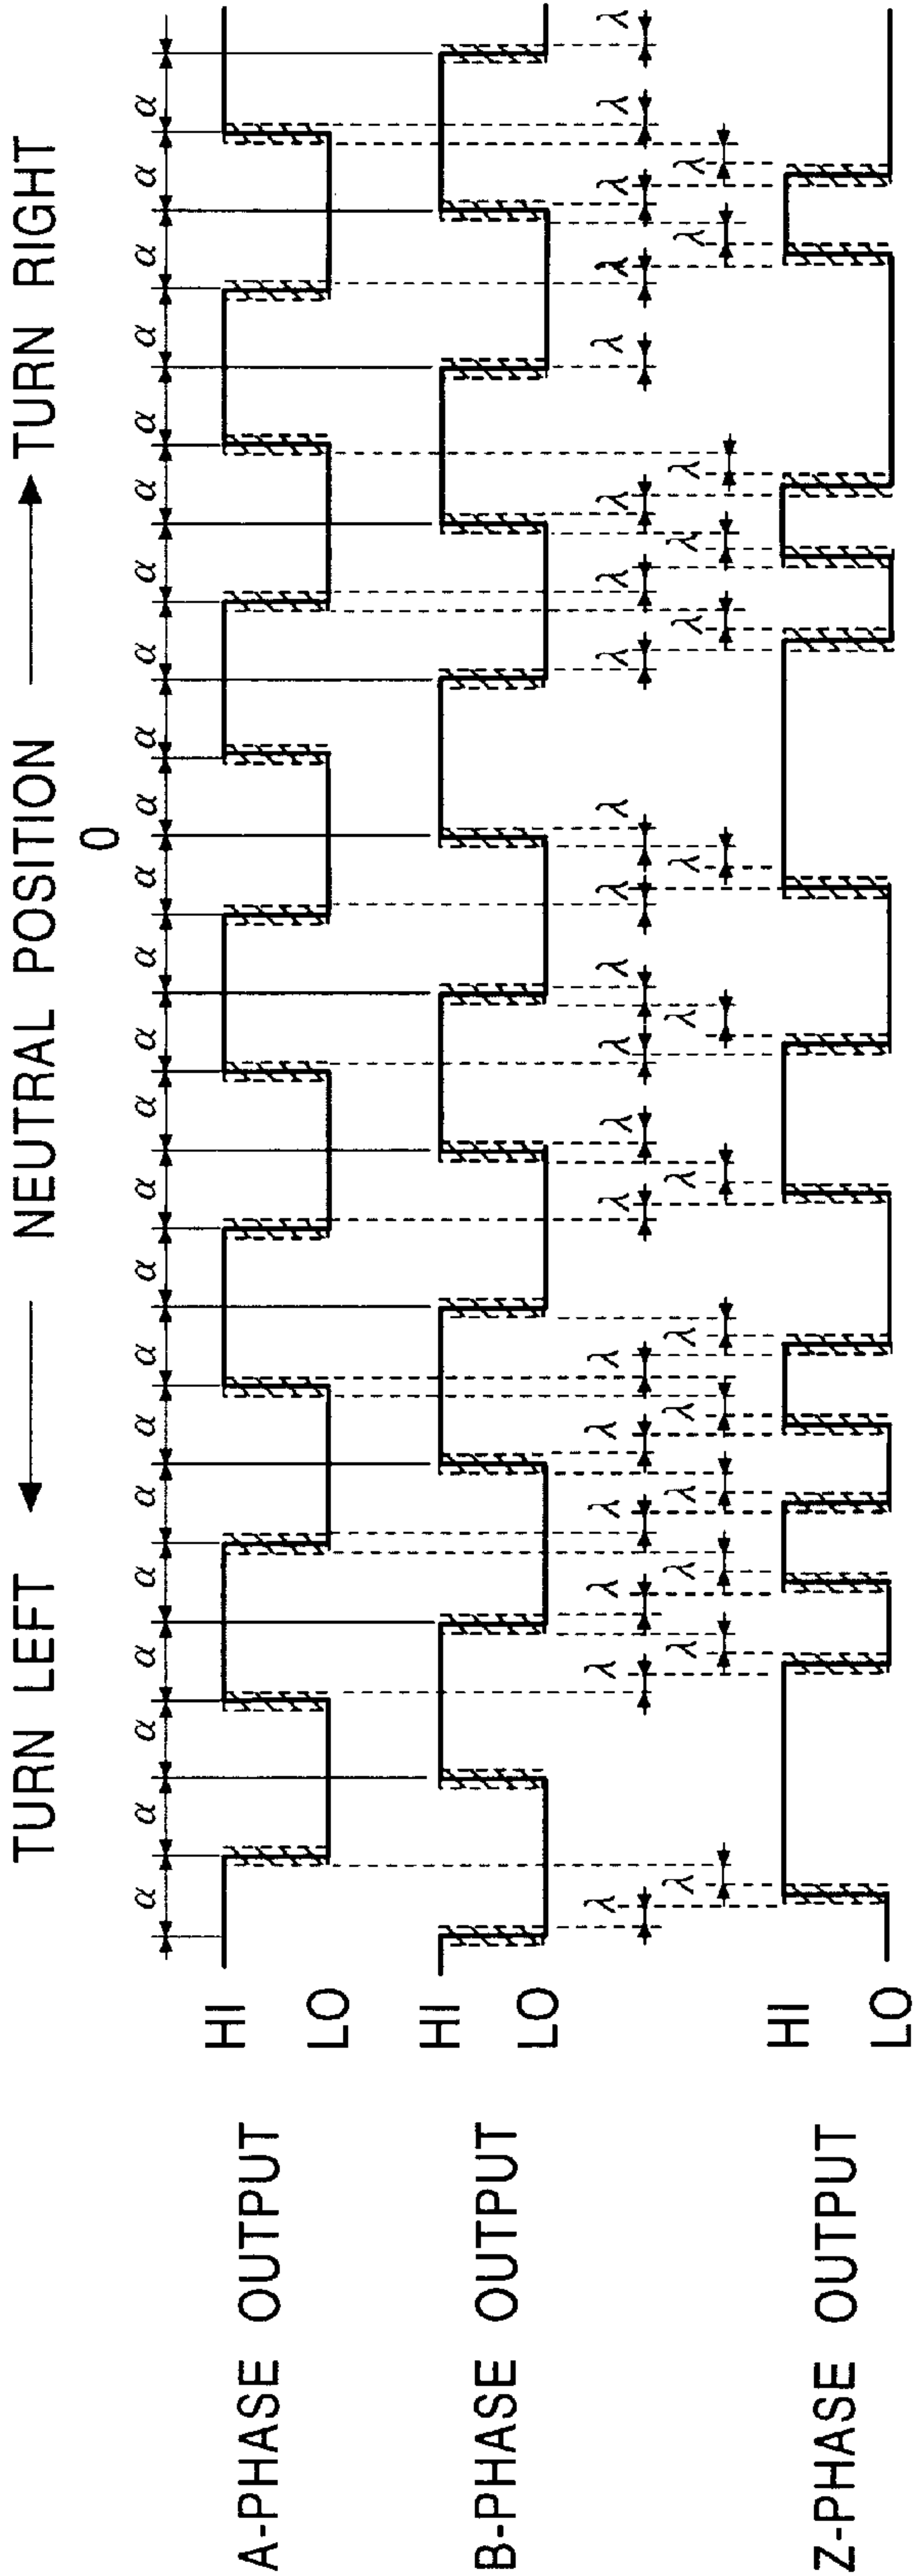 TURN LEFT ← NEUTRAL POSITION → TURN RIGHT
0
α α α α α α α α α α α α α α α α α α α α α α α α
HI
A-PHASE OUTPUT
LO
HI
B-PHASE OUTPUT
LO
λ λ λ λ λ λ λ λ λ λ λ λ λ λ λ λ λ λ λ λ
λ λ λ λ λ λ λ λ λ λ λ λ λ λ
HI
Z-PHASE OUTPUT
LO